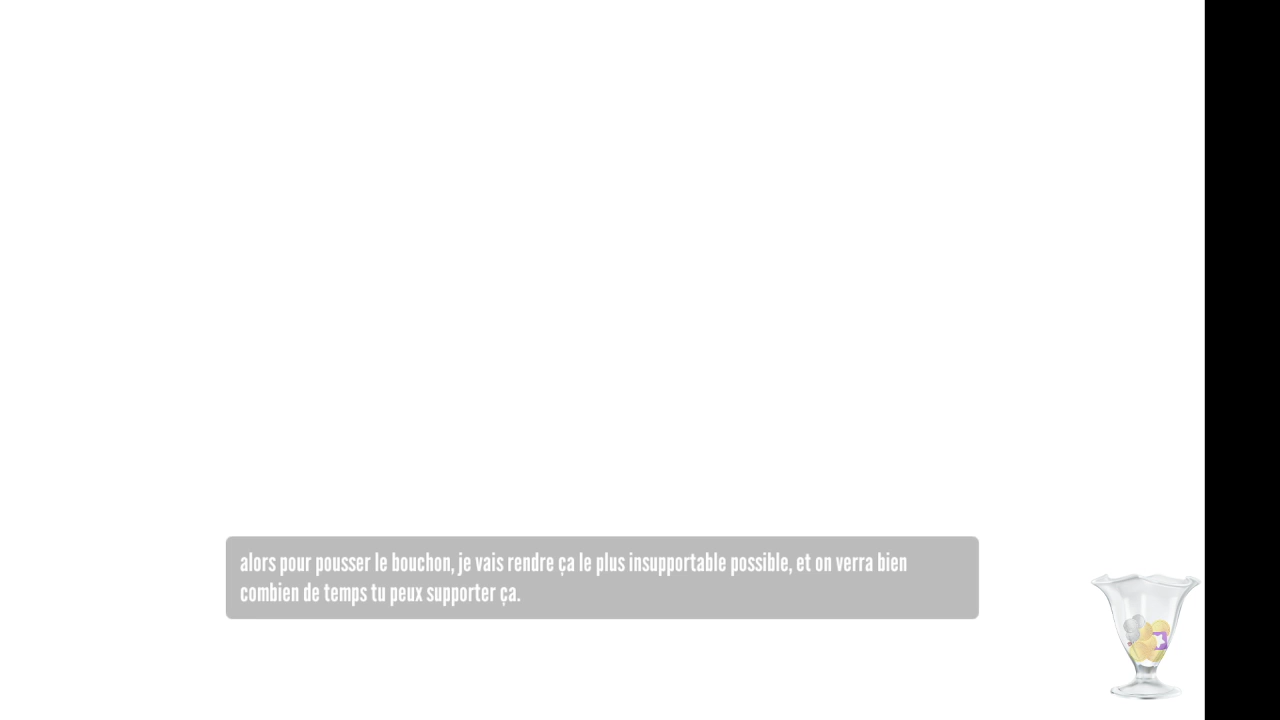 alors pour pousser le bouchon, je vais rendre ça le plus insupportable possible, et on verra bien
combien de temps tu peux supporter ça.